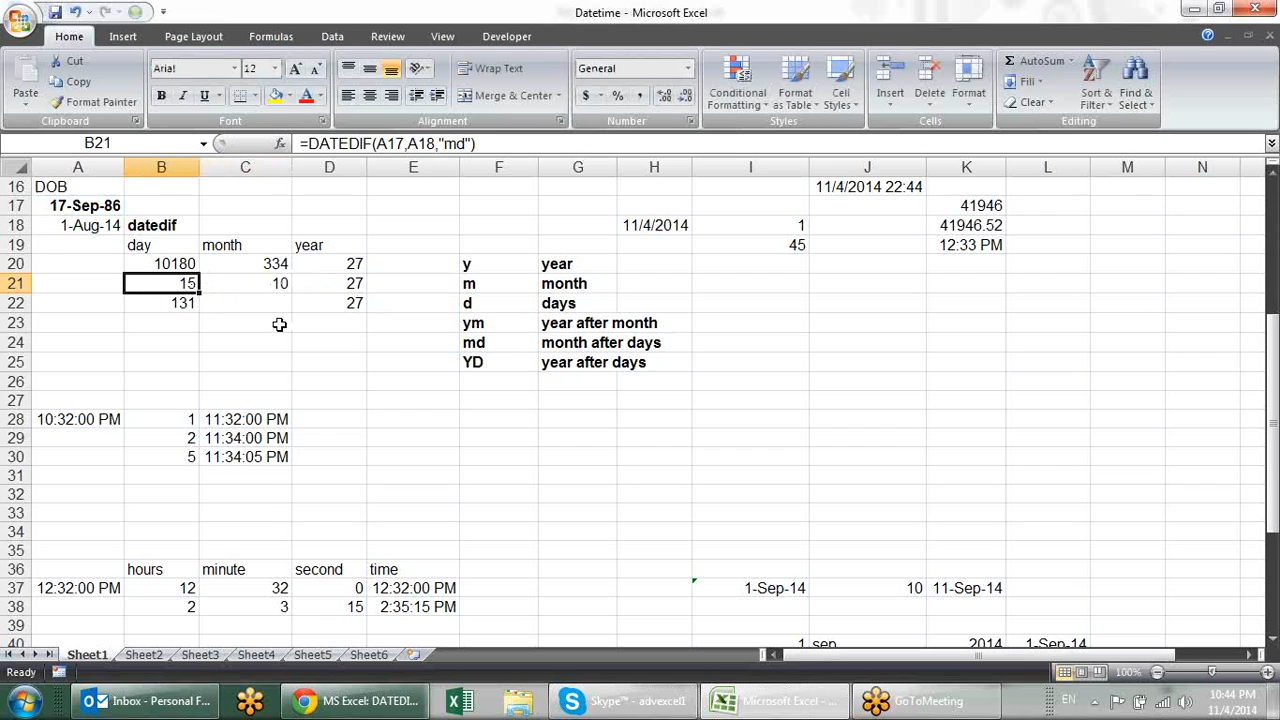 Datetime - Microsoft Excel
Home Insert Page Layout Formulas Data Review View Developer
Paste Cut Copy Format Painter
Arial 12
B I U
Wrap Text
Merge & Center
General
$ % ,
Conditional Formatting Format as Table Cell Styles
Insert Delete Format
AutoSum Fill Clear
Sort & Filter Find & Select
Clipboard Font Alignment Number Styles Cells Editing
B21 fx =DATEDIF(A17,A18,"md")
A B C D E F G H I J K L M N
16 DOB 11/4/2014 22:44
17 17-Sep-86 41946
18 1-Aug-14 datedif 11/4/2014 1 41946.52
19 day month year 45 12:33 PM
20 10180 334 27 y year
21 15 10 27 m month
22 131 27 d days
23 ym year after month
24 md month after days
25 YD year after days
26
27
28 10:32:00 PM 1 11:32:00 PM
29 2 11:34:00 PM
30 5 11:34:05 PM
31
32
33
34
35
36 hours minute second time
37 12:32:00 PM 12 32 0 12:32:00 PM 1-Sep-14 10 11-Sep-14
38 2 3 15 2:35:15 PM
39
40 1 sep 2014 1-Sep-14
Sheet1 Sheet2 Sheet3 Sheet4 Sheet5 Sheet6
Ready 100%
Inbox - Personal F... MS Excel: DATEDI... Skype™ - advexcel1 Microsoft Excel - ... GoToMeeting EN 10:44 PM
11/4/2014